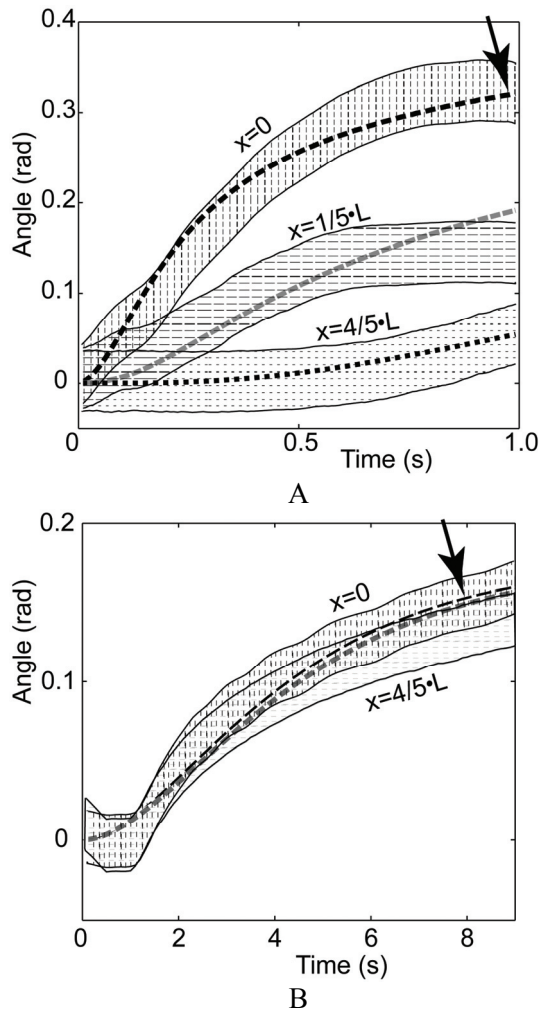 0.4
0.3
0.2
0.1
0
Angle (rad)
x=0
x=1/5•L
x=4/5•L
0
0.5
1.0
Time (s)
A
0.2
0.1
0
Angle (rad)
x=0
x=4/5•L
0
2
4
6
8
Time (s)
B